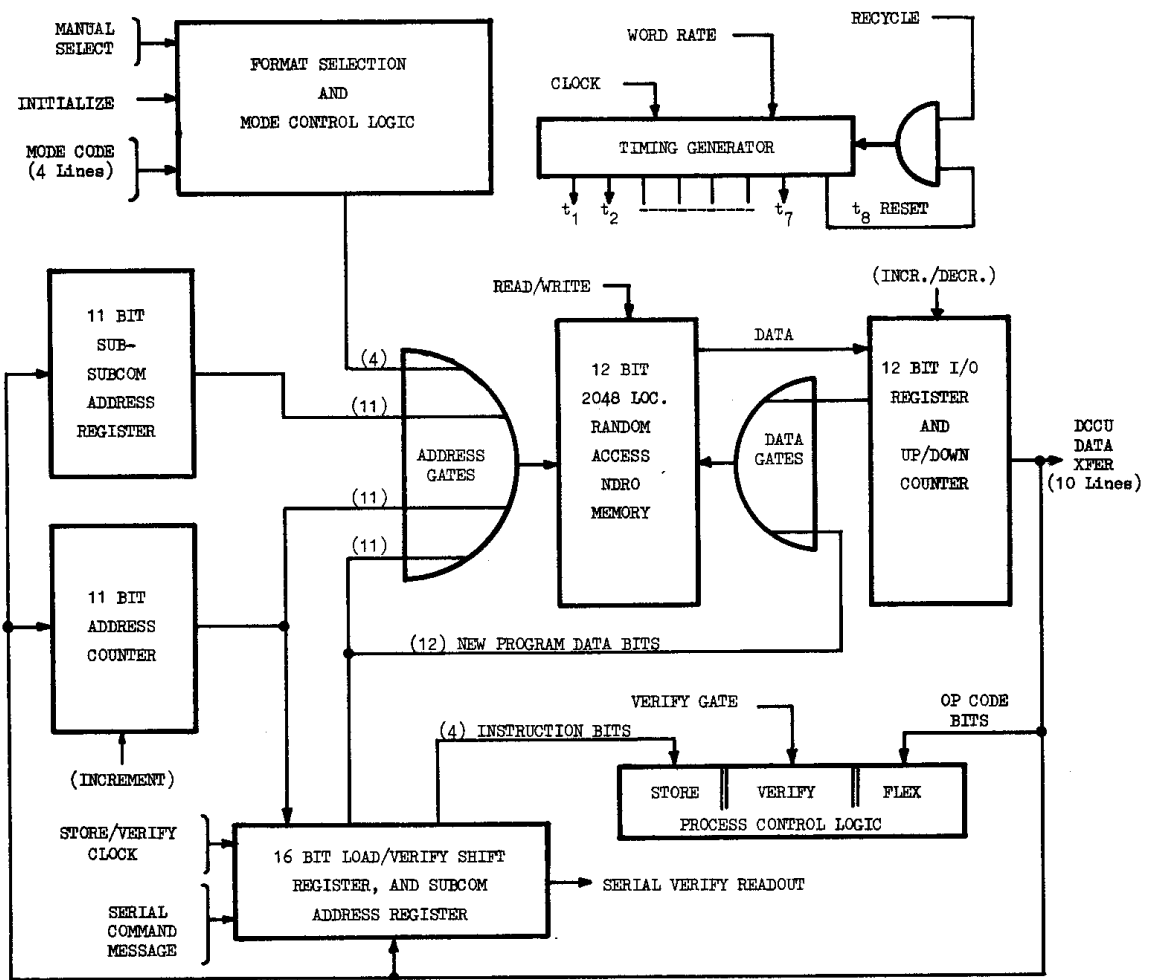 MANUAL
SELECT
INITIALIZE
MODE CODE
(4 Lines)
FORMAT SELECTION
AND
MODE CONTROL LOGIC
RECYCLE
WORD RATE
CLOCK
TIMING GENERATOR
t1 t2 t7 t8 RESET
11 BIT
SUB-
SUBCOM
ADDRESS
REGISTER
READ/WRITE
(INCR./DECR.)
(4)
(11)
(11)
(11)
ADDRESS
GATES
12 BIT
2048 LOC.
RANDOM
ACCESS
NDRO
MEMORY
DATA
DATA
GATES
12 BIT I/O
REGISTER
AND
UP/DOWN
COUNTER
DCCU
DATA
XFER
(10 Lines)
11 BIT
ADDRESS
COUNTER
(INCREMENT)
(12) NEW PROGRAM DATA BITS
(4) INSTRUCTION BITS
VERIFY GATE
OP CODE
BITS
STORE VERIFY FLEX
PROCESS CONTROL LOGIC
STORE/VERIFY
CLOCK
SERIAL
COMMAND
MESSAGE
16 BIT LOAD/VERIFY SHIFT
REGISTER, AND SUBCOM
ADDRESS REGISTER
SERIAL VERIFY READOUT